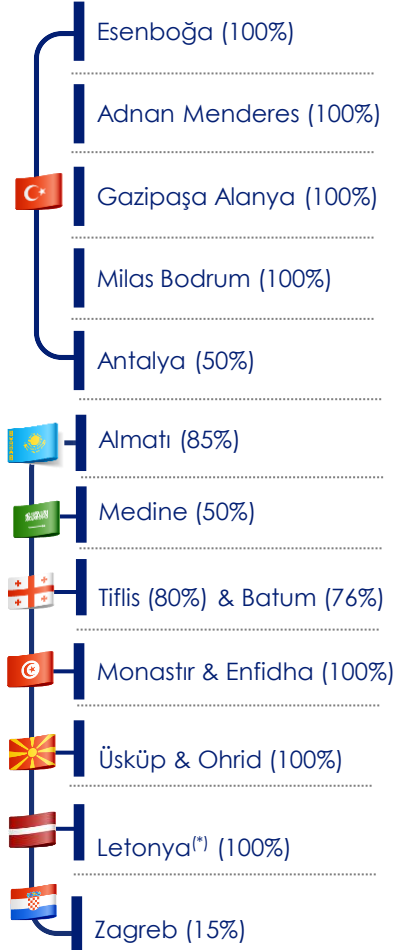 Esenboğa (100%)
Adnan Menderes (100%)
Gazipaşa Alanya (100%)
Milas Bodrum (100%)
Antalya (50%)
Almatı (85%)
Medine (50%)
Tiflis (80%) & Batum (76%)
Monastır & Enfidha (100%)
Üsküp & Ohrid (100%)
Letonya(*) (100%)
Zagreb (15%)